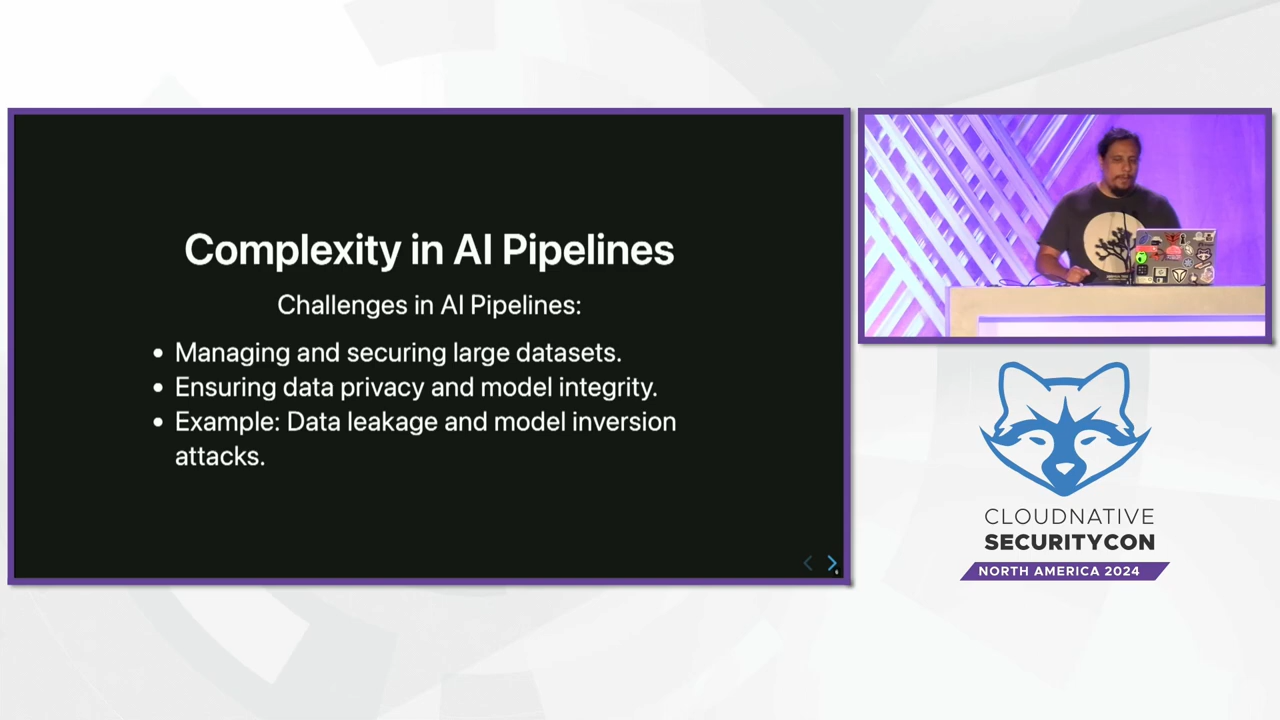 Complexity in AI Pipelines
Challenges in AI Pipelines:
• Managing and securing large datasets.
• Ensuring data privacy and model integrity.
• Example: Data leakage and model inversion
attacks.
CLOUDNATIVE
SECURITYCON
NORTH AMERICA 2024